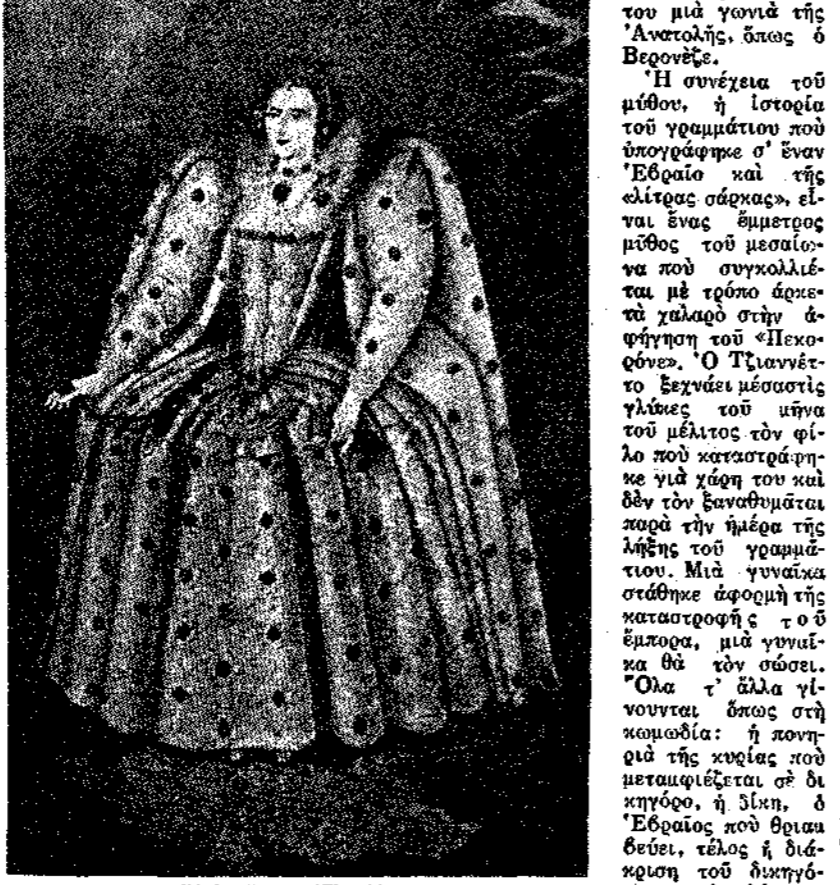 του μιὰ γωνιὰ τῆς
Ἀνατολῆς, ὅπως ὁ
Βερονέζε.
Ἡ συνέχεια τοῦ
μύθου, ἡ ἱστορία
τοῦ γραμμάτιου ποὺ
ὑπογράφηκε σ' ἕναν
Ἑβραῖο καὶ τῆς
«λίτρας σάρκας», εἶ-
ναι ἕνας ἔμμετρος
μῦθος τοῦ μεσαίω-
να ποὺ συγκολλιέ-
ται μὲ τρόπο ἀρκε-
τὰ χαλαρὸ στὴν ἀ-
φήγηση τοῦ «Πεκο-
ρόνε». Ὁ Τζιαννέτ-
το ξεχνάει μέσαστὶς
γλύκες τοῦ μῆνα
τοῦ μέλιτος τὸν φί-
λο ποὺ καταστράφη-
κε γιὰ χάρη του καὶ
δὲν τὸν ξαναθυμᾶται
παρὰ τὴν ἡμέρα τῆς
λήξης τοῦ γραμμά-
τιου. Μιὰ γυναίκα
στάθηκε ἀφορμὴ τῆς
καταστροφῆς τοῦ
ἔμπορα, μιὰ γυναί-
κα θὰ τὸν σώσει.
Ὅλα τ' ἄλλα γί-
νουνται ὅπως στὴ
κωμωδία: ἡ πονη-
ριὰ τῆς κυρίας ποὺ
μεταμφιέζεται σὲ δι
κηγόρο, ἡ δίκη, ὁ
Ἑβραῖος ποὺ θριαμ
βεύει, τέλος ἡ διά-
κριση τοῦ δικηγό-